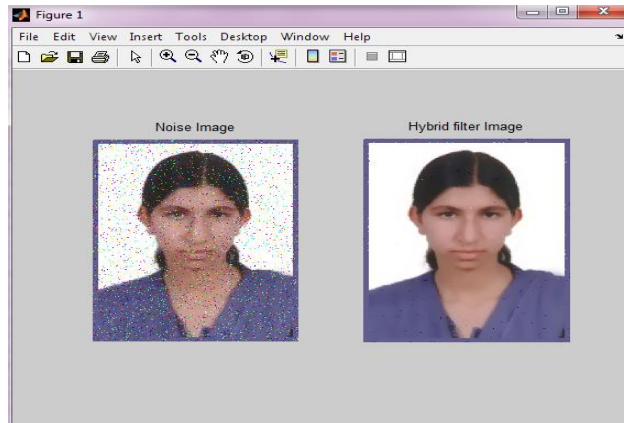 Figure 1
File Edit View Insert Tools Desktop Window Help
Noise Image
Hybrid filter Image